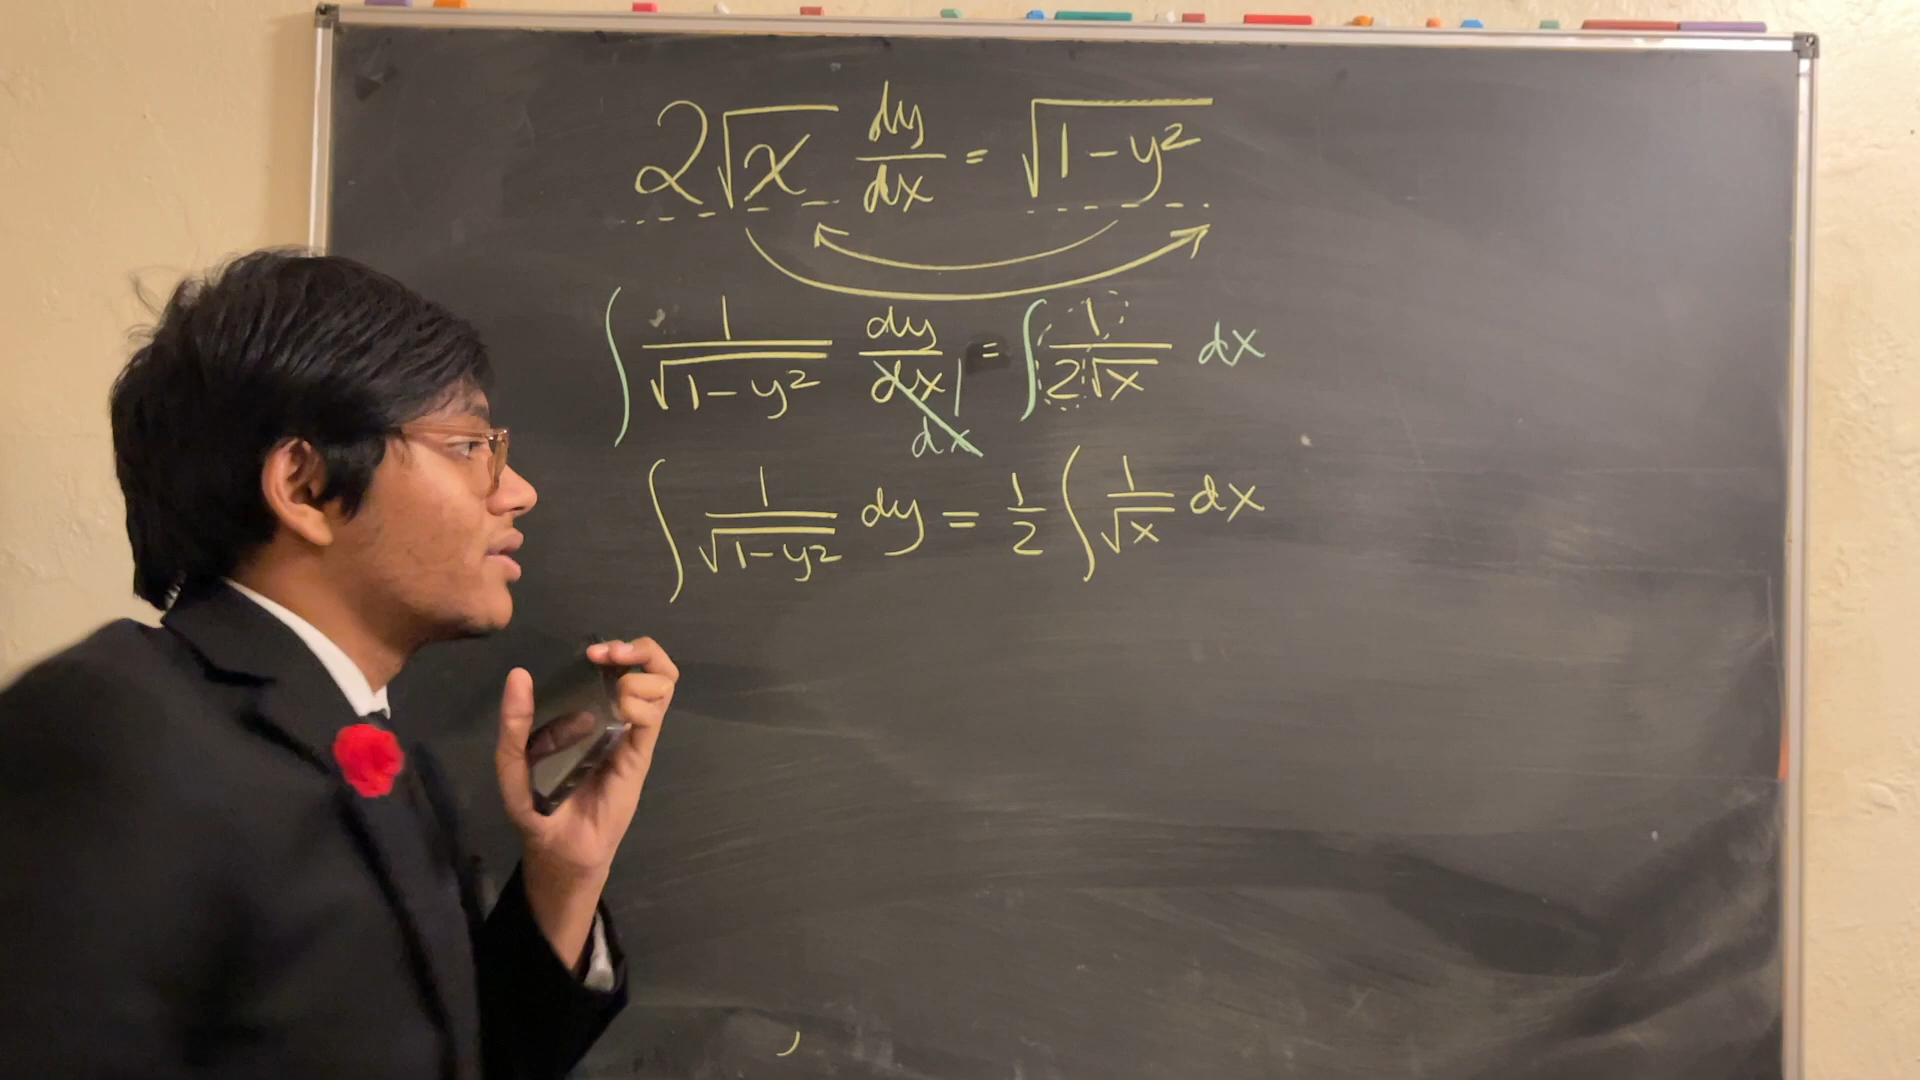 2√x dy/dx = √(1-y²)
∫ 1/√(1-y²) dy/dx dx = ∫ 1/(2√x) dx
∫ 1/√(1-y²) dy = 1/2 ∫ 1/√x dx